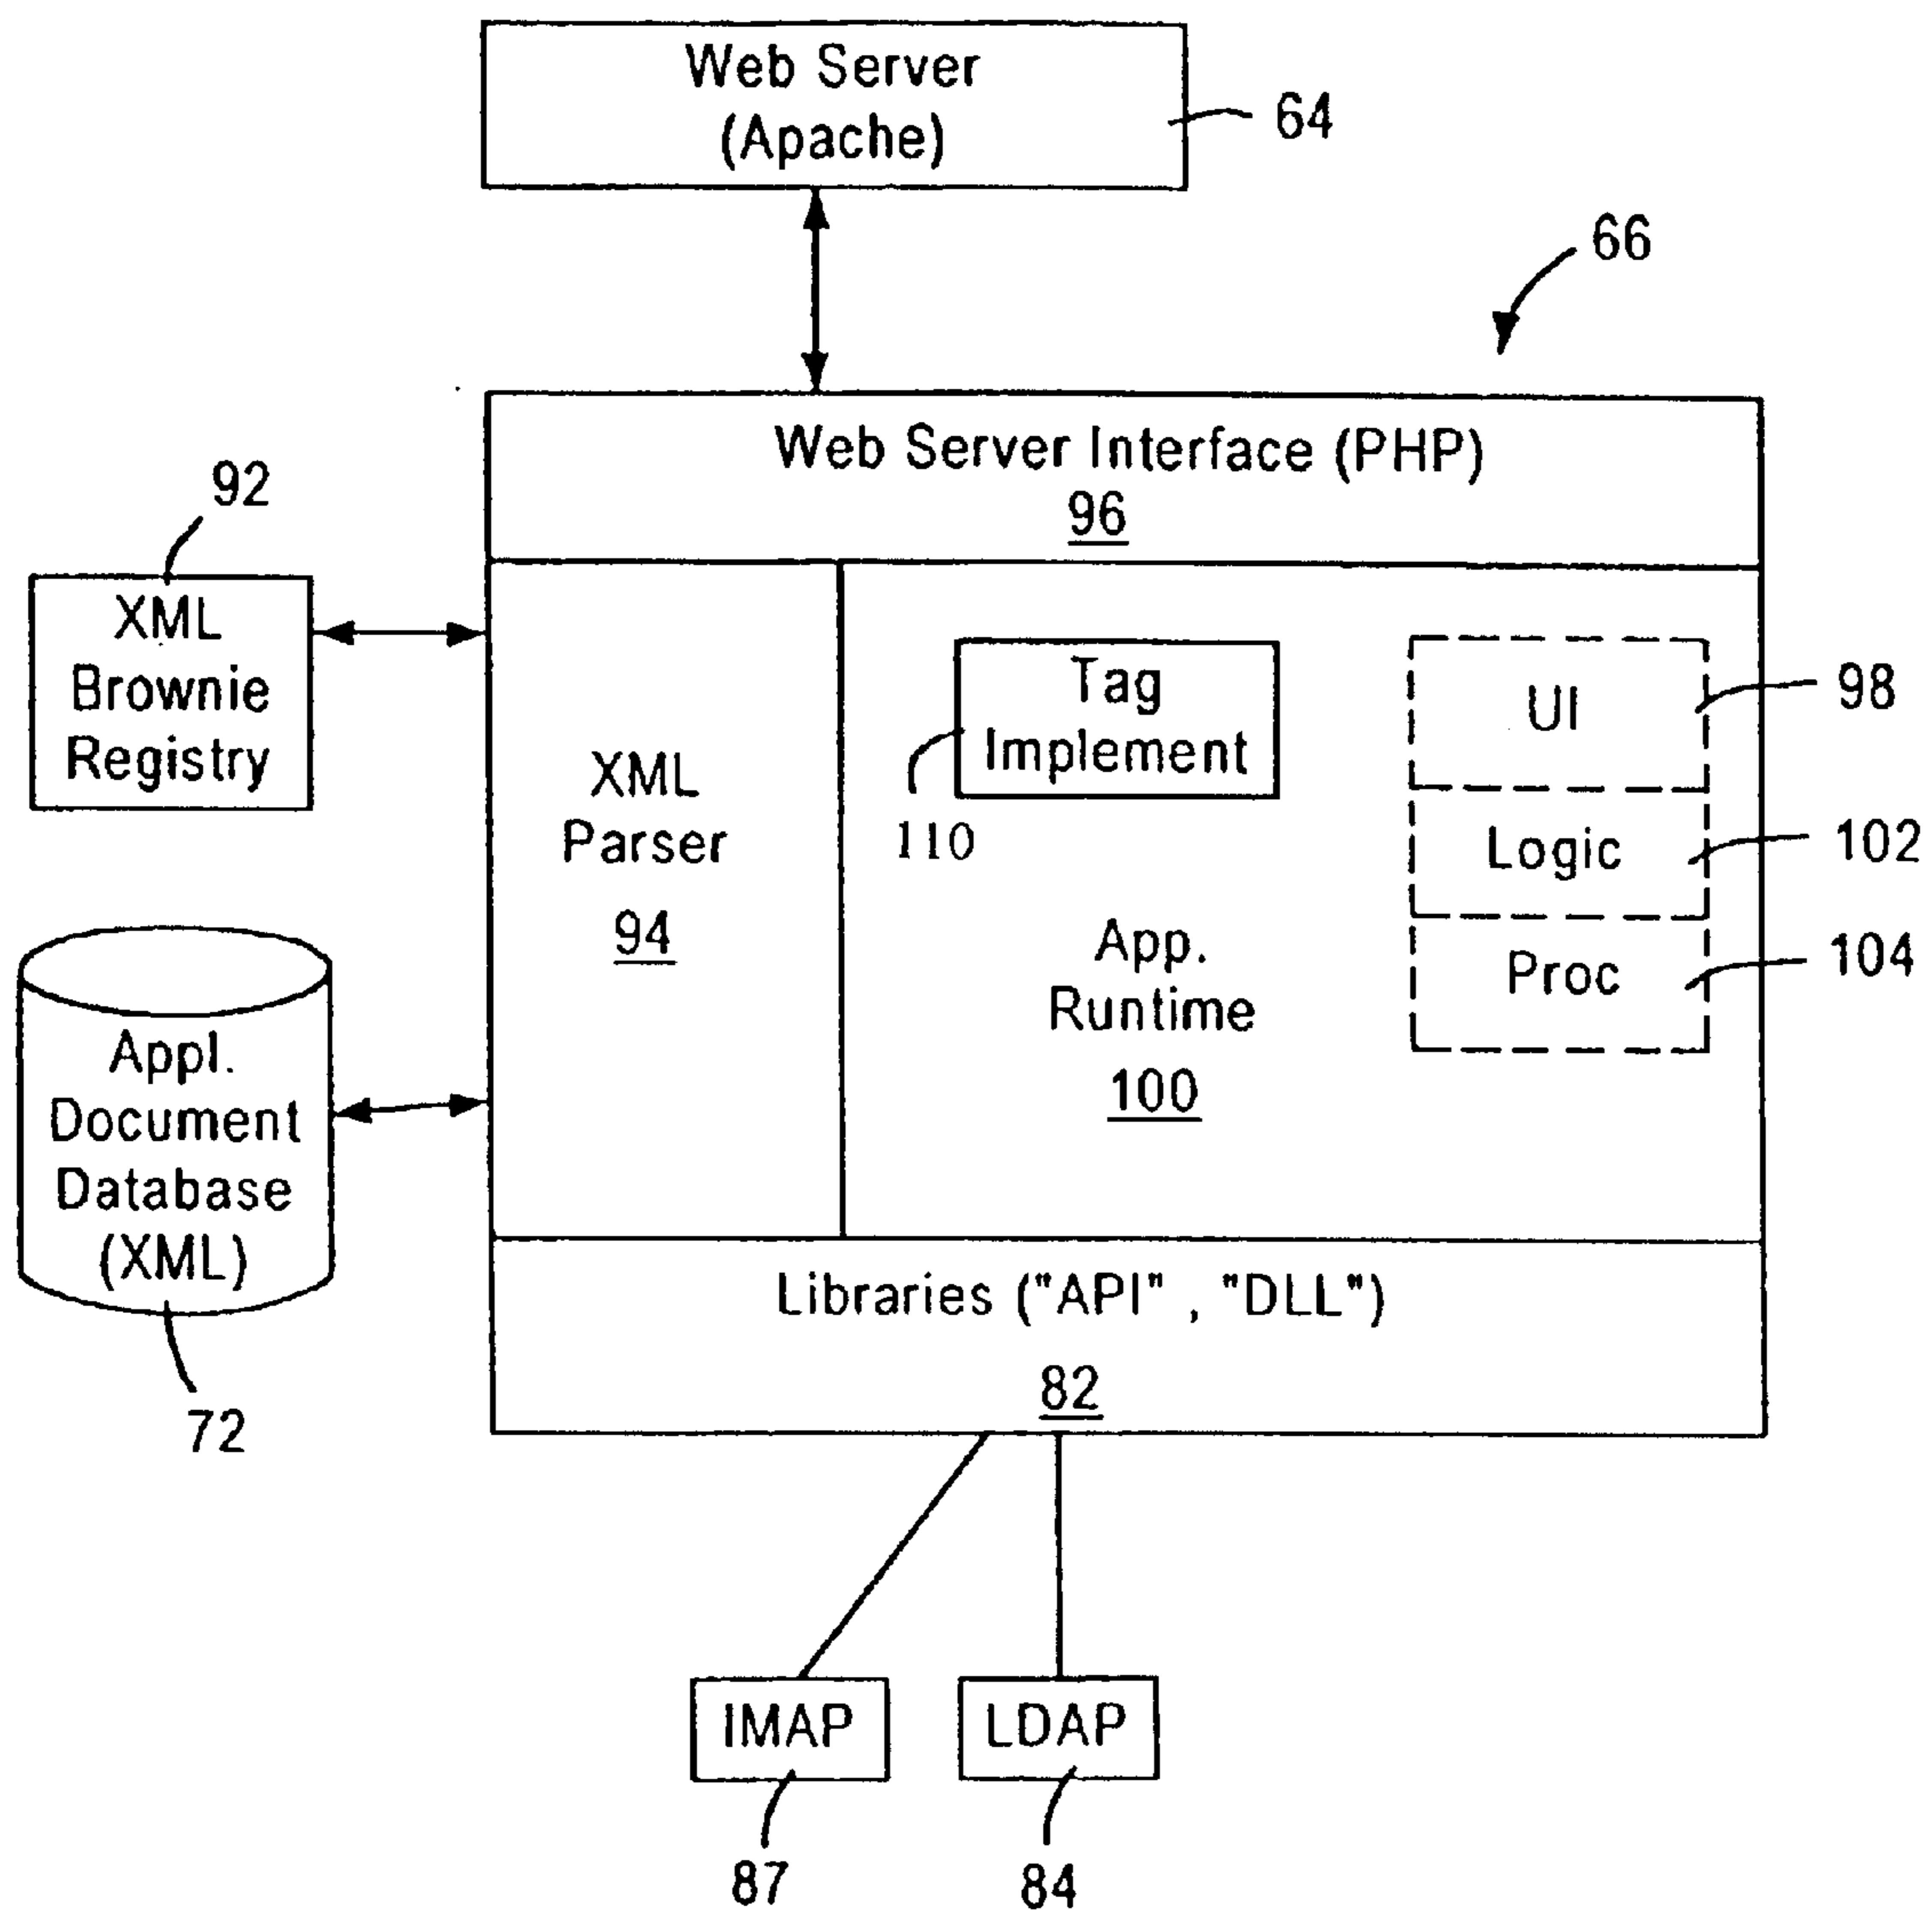 Web Server
(Apache)
64
66
Web Server Interface (PHP)
96
92
XML
Brownie
Registry
XML
Parser
94
Tag
Implement
110
App.
Runtime
100
UI
98
Logic
102
Proc
104
Appl.
Document
Database
(XML)
72
Libraries ("API" , "DLL")
82
IMAP
87
LDAP
84